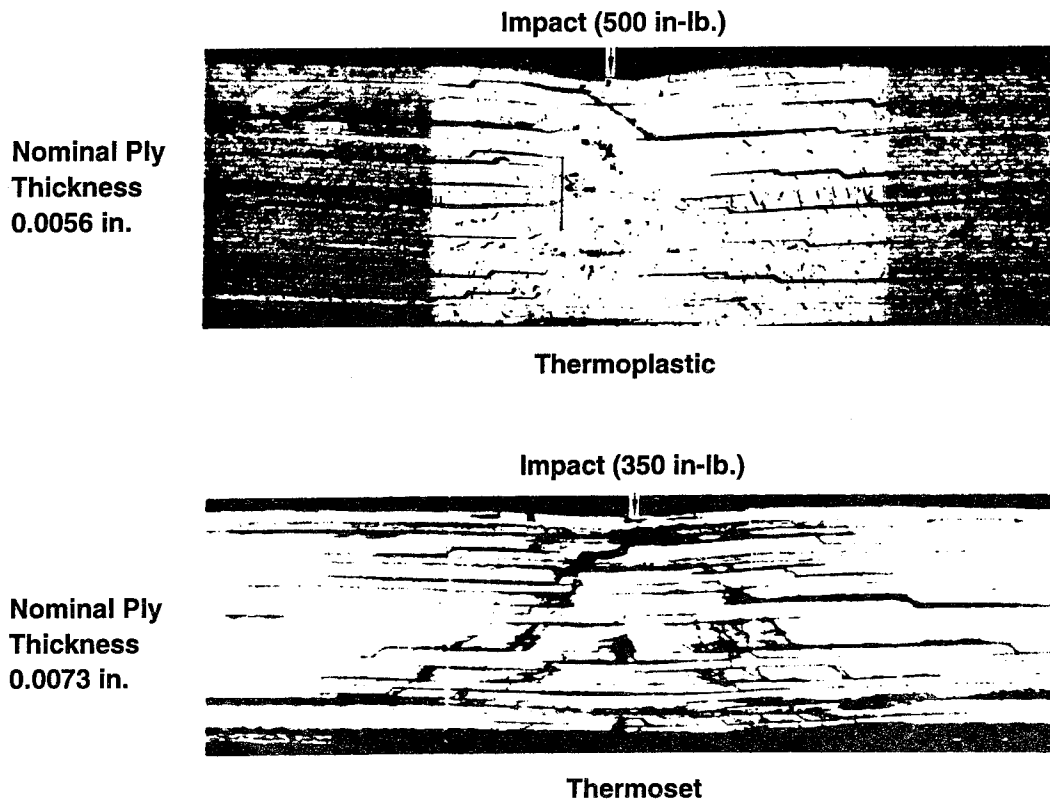 Impact (500 in-lb.)
Nominal Ply
Thickness
0.0056 in.
Thermoplastic
Impact (350 in-lb.)
Nominal Ply
Thickness
0.0073 in.
Thermoset